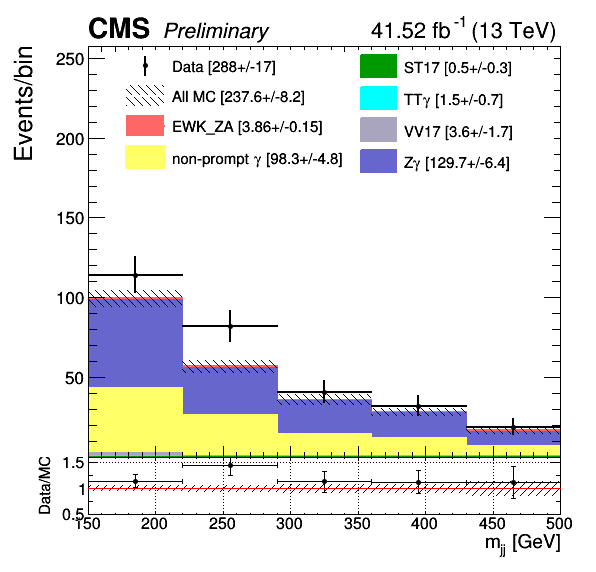 CMS Preliminary 41.52 fb⁻¹ (13 TeV)
Events/bin
250
200
150
100
50
Data [288+/-17]
All MC [237.6+/-8.2]
EWK_ZA [3.86+/-0.15]
non-prompt γ [98.3+/-4.8]
ST17 [0.5+/-0.3]
TTγ [1.5+/-0.7]
VV17 [3.6+/-1.7]
Zγ [129.7+/-6.4]
Data/MC
1.5
1
0.5
150 200 250 300 350 400 450 500
m_jj [GeV]